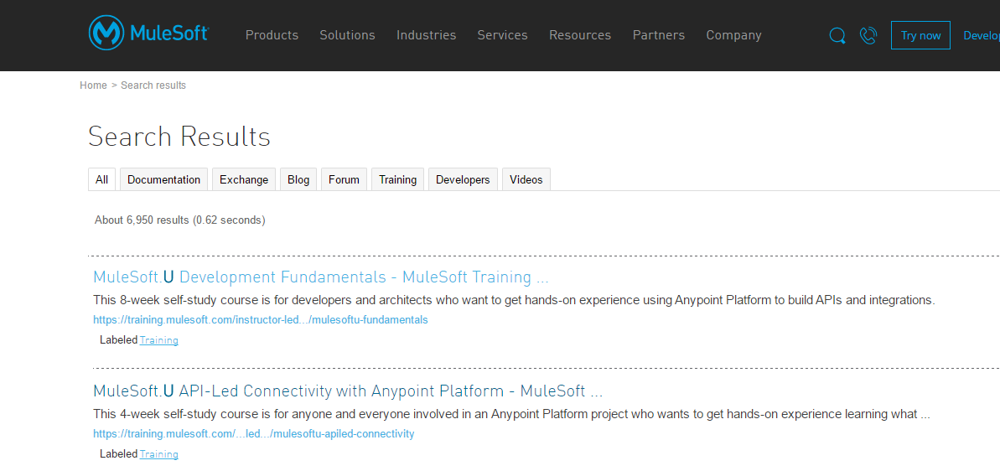 MuleSoft
Products Solutions Industries Services Resources Partners Company
Try now
Home > Search results
Search Results
All Documentation Exchange Blog Forum Training Developers Videos
About 6,950 results (0.62 seconds)
MuleSoft.U Development Fundamentals - MuleSoft Training ...
This 8-week self-study course is for developers and architects who want to get hands-on experience using Anypoint Platform to build APIs and integrations.
https://training.mulesoft.com/instructor-led.../mulesoftu-fundamentals
Labeled Training
MuleSoft.U API-Led Connectivity with Anypoint Platform - MuleSoft ...
This 4-week self-study course is for anyone and everyone involved in an Anypoint Platform project who wants to get hands-on experience learning what ...
https://training.mulesoft.com/...led.../mulesoftu-apiled-connectivity
Labeled Training